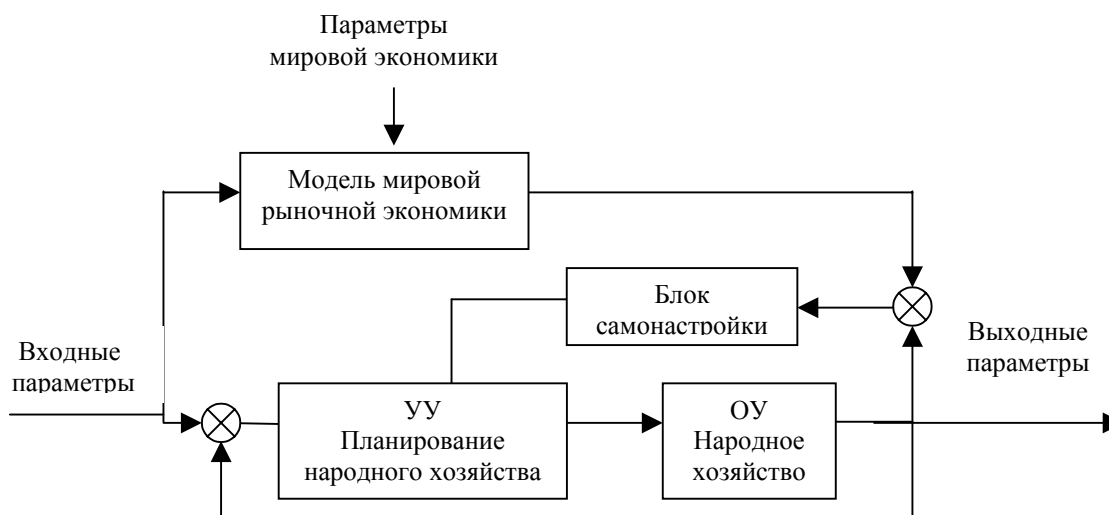 Параметры
мировой экономики
Модель мировой
рыночной экономики
Блок
самонастройки
Входные
параметры
Выходные
параметры
УУ
Планирование
народного хозяйства
ОУ
Народное
хозяйство